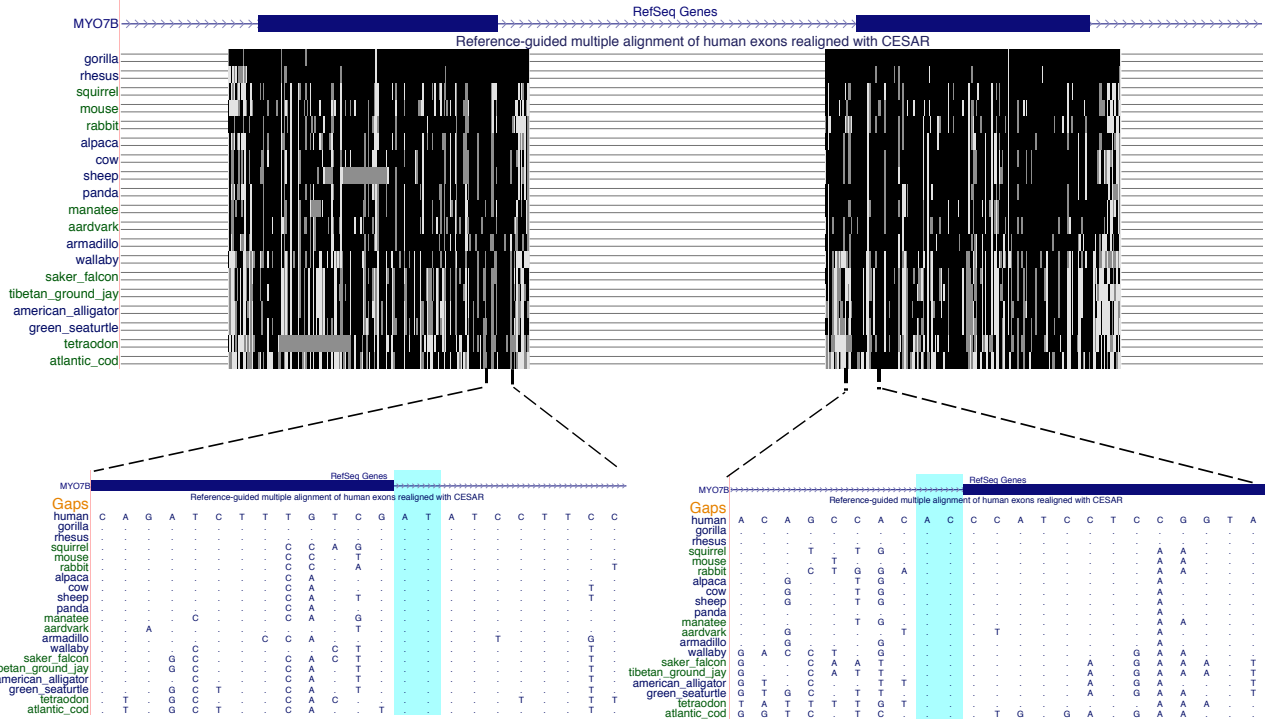 RefSeq Genes
MYO7B
Reference-guided multiple alignment of human exons realigned with CESAR
gorilla
rhesus
squirrel
mouse
rabbit
alpaca
cow
sheep
panda
manatee
aardvark
armadillo
wallaby
saker_falcon
tibetan_ground_jay
american_alligator
green_seaturtle
tetraodon
atlantic_cod
RefSeq Genes
MYO7B
Reference-guided multiple alignment of human exons realigned with CESAR
Gaps
human C A G A T C T T T G T C G A T A T C C T T C C
gorilla
rhesus
squirrel C C A G
mouse C C T
rabbit C C A T
alpaca C A
cow C A T
sheep C A T T
panda C A
manatee C C A G
aardvark A T
armadillo C C A T G
wallaby C C T T
saker_falcon G C C A C T T
betan_ground_jay G C C A T T
american_alligator C C A T T
green_seaturtle G C T C A T T
tetraodon T G C C A C T T T
atlantic_cod T G C T C A T T
RefSeq Genes
MYO7B
Reference-guided multiple alignment of human exons realigned with CESAR
Gaps
human A C A G C C A C A C C C A T C C T C C G G T A
gorilla
rhesus
squirrel T T G A A
mouse T A A
rabbit C T G G A A A
alpaca G T G A
cow G T G A
sheep G T G A
panda A
manatee T G A A
aardvark G T T A
armadillo G G A
wallaby G A C C T G G A A
saker_falcon G C A A T A G A A A T
tibetan_ground_jay G C A T T A G A A A T
american_alligator G T C T T A G A A T
green_seaturtle G T G C T T A G A A T
tetraodon T A T T T T G T A A A
atlantic_cod G G T C T C T G G A G A A